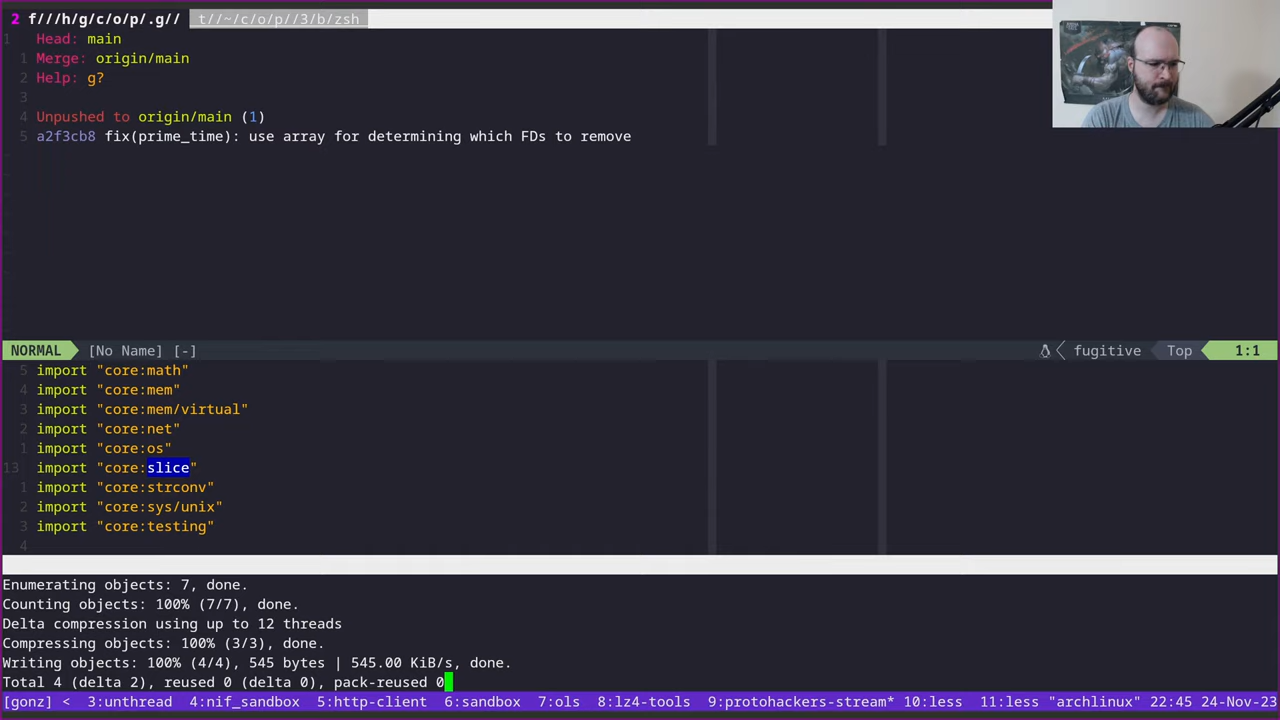 2 f///h/g/c/o/p/.g// t//~/c/o/p//3/b/zsh
1 Head: main
1 Merge: origin/main
2 Help: g?
3
4 Unpushed to origin/main (1)
5 a2f3cb8 fix(prime_time): use array for determining which FDs to remove
NORMAL [No Name] [-] fugitive Top 1:1
5 import "core:math"
4 import "core:mem"
3 import "core:mem/virtual"
2 import "core:net"
1 import "core:os"
13 import "core:slice"
1 import "core:strconv"
2 import "core:sys/unix"
3 import "core:testing"
4
Enumerating objects: 7, done.
Counting objects: 100% (7/7), done.
Delta compression using up to 12 threads
Compressing objects: 100% (3/3), done.
Writing objects: 100% (4/4), 545 bytes | 545.00 KiB/s, done.
Total 4 (delta 2), reused 0 (delta 0), pack-reused 0
[gonz] < 3:unthread 4:nif_sandbox 5:http-client 6:sandbox 7:ols 8:lz4-tools 9:protohackers-stream* 10:less 11:less "archlinux" 22:45 24-Nov-23